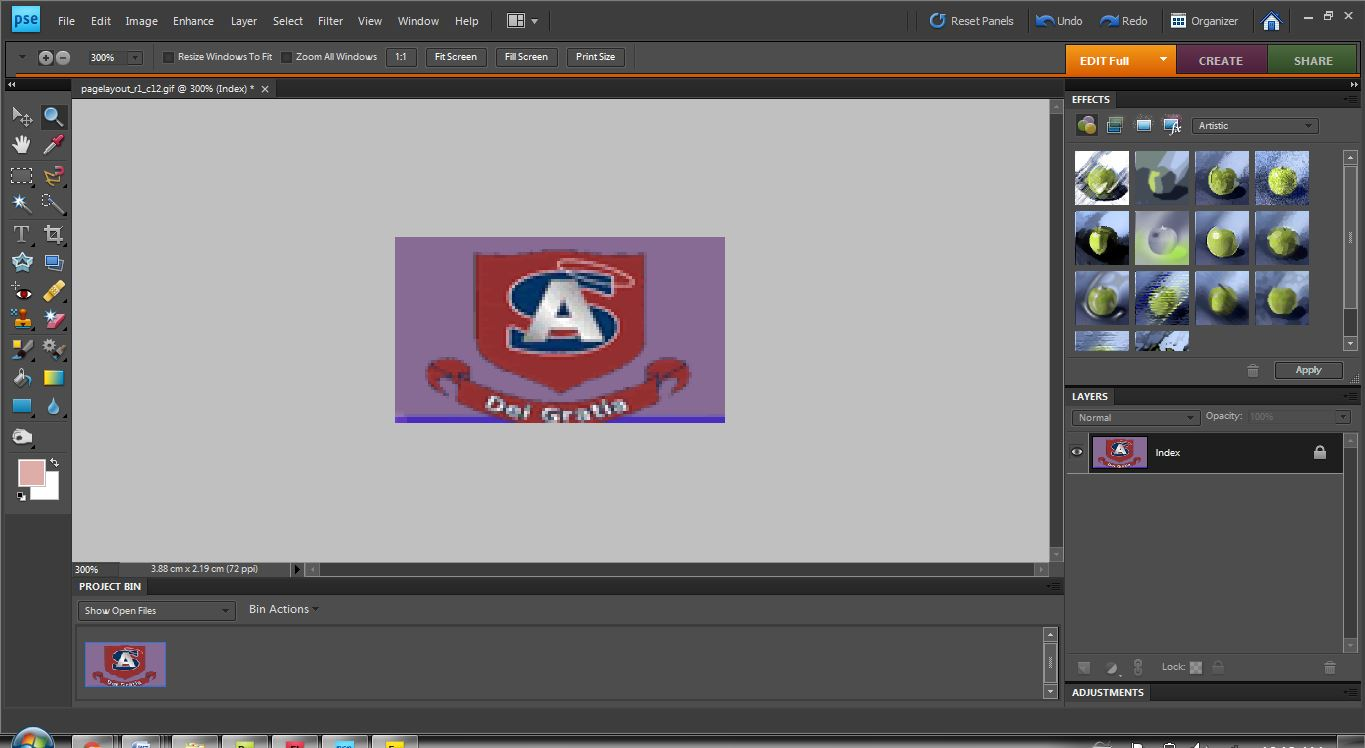 pse File Edit Image Enhance Layer Select Filter View Window Help Reset Panels Undo Redo Organizer
300% Resize Windows To Fit Zoom All Windows 1:1 Fit Screen Fill Screen Print Size EDIT Full CREATE SHARE
pagelayout_r1_c12.gif @ 300% (Index) *
EFFECTS
Artistic
SA
Dei Gratia
Apply
LAYERS
Normal Opacity: 100%
Index
300% 3.88 cm x 2.19 cm (72 ppi)
PROJECT BIN
Show Open Files Bin Actions
Dei Gratia
Lock:
ADJUSTMENTS